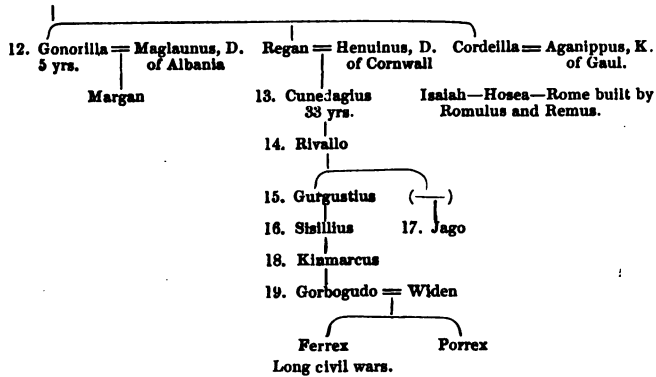 12. Gonorilla = Maglaunus, D. Regan = Henuinus, D. Cordeilla = Aganippus, K.
5 yrs. of Albania of Cornwall of Gaul.
Margan 13. Cunedagius Isaiah—Hosea—Rome built by
33 yrs. Romulus and Remus.
14. Rivallo
15. Gurgustius (——)
16. Sisillius 17. Jago
18. Kinmarcus
19. Gorbogudo = Widen
Ferrex Porrex
Long civil wars.